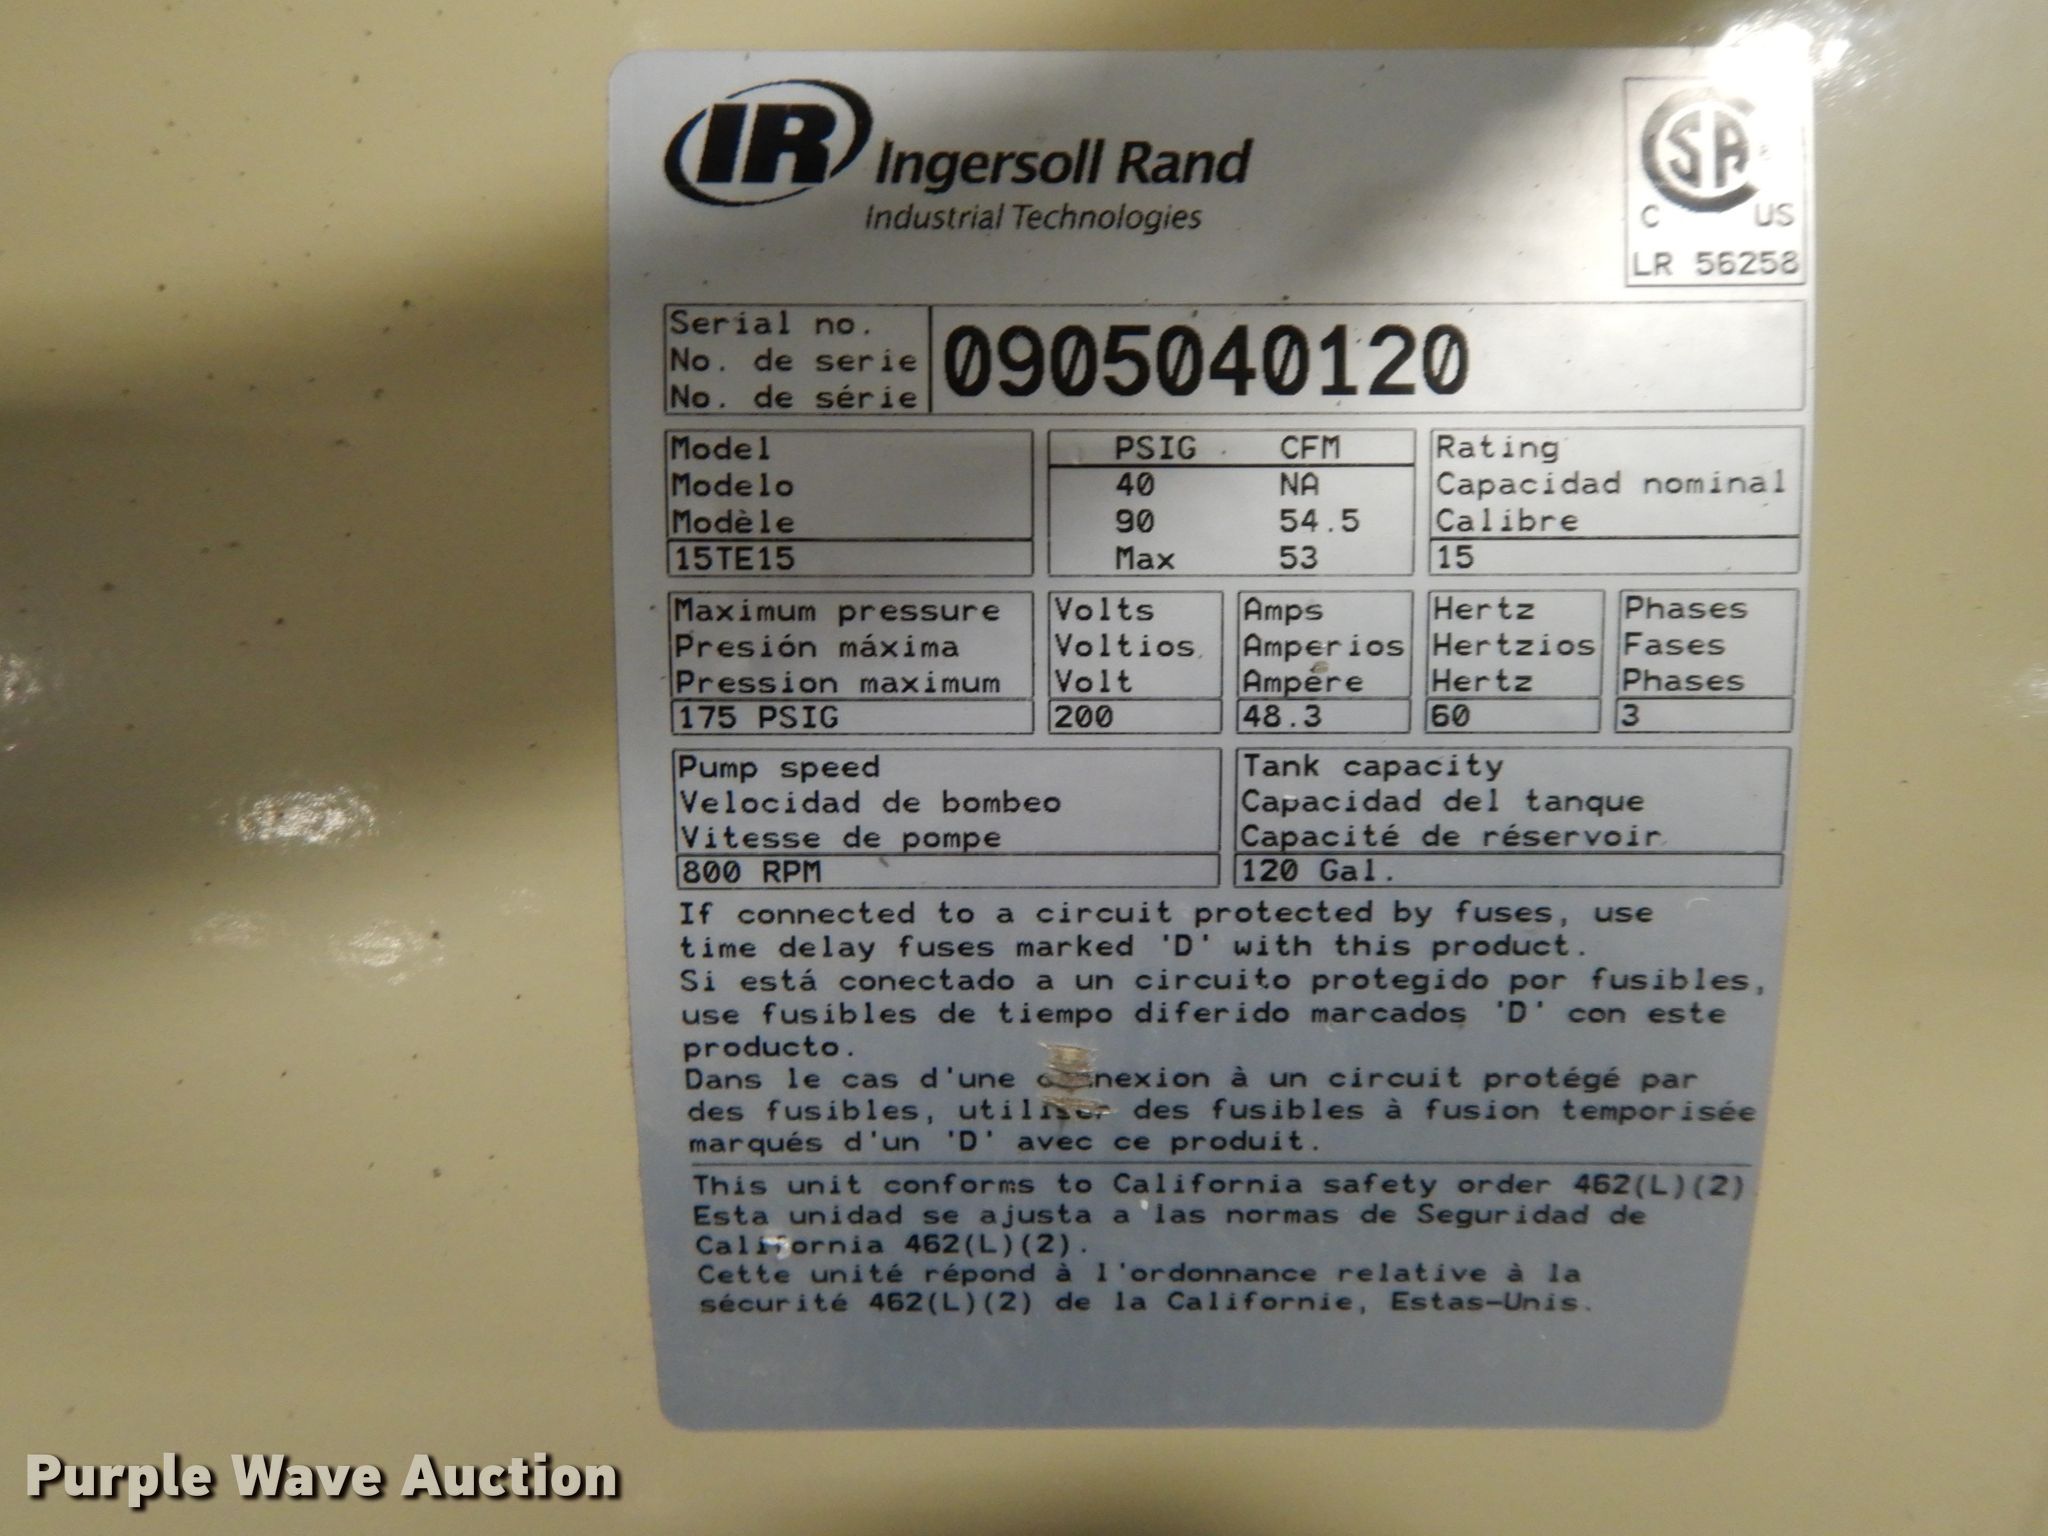 IR Ingersoll Rand
Industrial Technologies
CSA
C US
LR 56258
Serial no.
No. de serie
No. de série
0905040120
Model
Modelo
Modèle
15TE15
PSIG CFM
40 NA
90 54.5
Max 53
Rating
Capacidad nominal
Calibre
15
Maximum pressure
Presión máxima
Pression maximum
175 PSIG
Volts
Voltios
Volt
200
Amps
Amperios
Ampére
48.3
Hertz
Hertzios
Hertz
60
Phases
Fases
Phases
3
Pump speed
Velocidad de bombeo
Vitesse de pompe
800 RPM
Tank capacity
Capacidad del tanque
Capacité de réservoir
120 Gal.
If connected to a circuit protected by fuses, use
time delay fuses marked 'D' with this product.
Si está conectado a un circuito protegido por fusibles,
use fusibles de tiempo diferido marcados 'D' con este
producto.
Dans le cas d'une connexion à un circuit protégé par
des fusibles, utiliser des fusibles à fusion temporisée
marqués d'un 'D' avec ce produit.
This unit conforms to California safety order 462(L)(2)
Esta unidad se ajusta a las normas de Seguridad de
California 462(L)(2).
Cette unité répond à l'ordonnance relative à la
sécurité 462(L)(2) de la Californie, Estas-Unis.
Purple Wave Auction